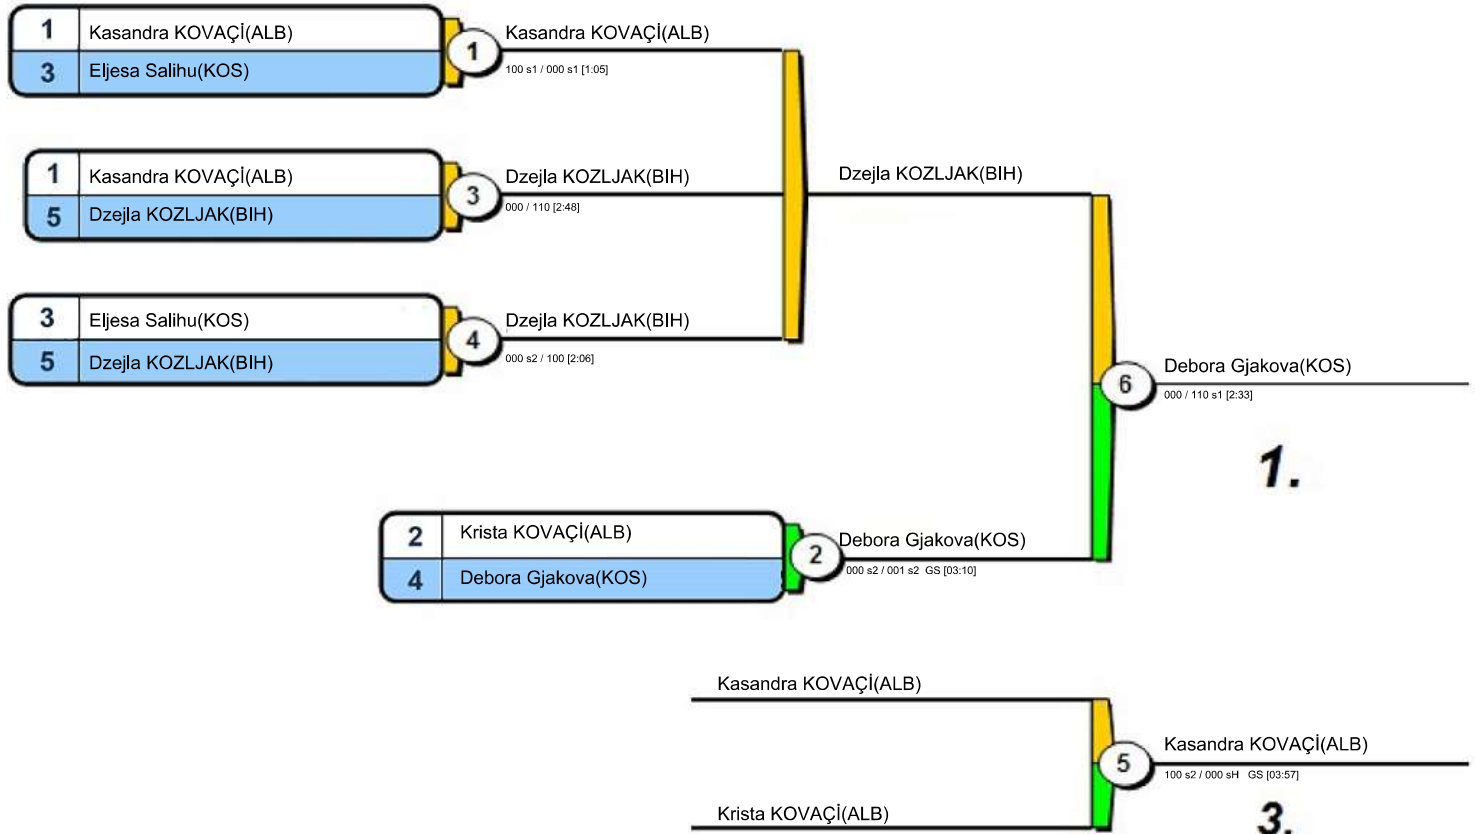 1 Kasandra KOVAÇİ(ALB)
3 Eljesa Salihu(KOS)
1
Kasandra KOVAÇİ(ALB)
100 s1 / 000 s1 [1:05]
1 Kasandra KOVAÇİ(ALB)
5 Dzejla KOZLJAK(BIH)
3
Dzejla KOZLJAK(BIH)
000 / 110 [2:48]
Dzejla KOZLJAK(BIH)
3 Eljesa Salihu(KOS)
5 Dzejla KOZLJAK(BIH)
4
Dzejla KOZLJAK(BIH)
000 s2 / 100 [2:06]
6
Debora Gjakova(KOS)
000 / 110 s1 [2:33]
1.
2 Krista KOVAÇİ(ALB)
4 Debora Gjakova(KOS)
2
Debora Gjakova(KOS)
000 s2 / 001 s2 GS [03:10]
Kasandra KOVAÇİ(ALB)
5
Kasandra KOVAÇİ(ALB)
100 s2 / 000 sH GS [03:57]
3.
Krista KOVAÇİ(ALB)